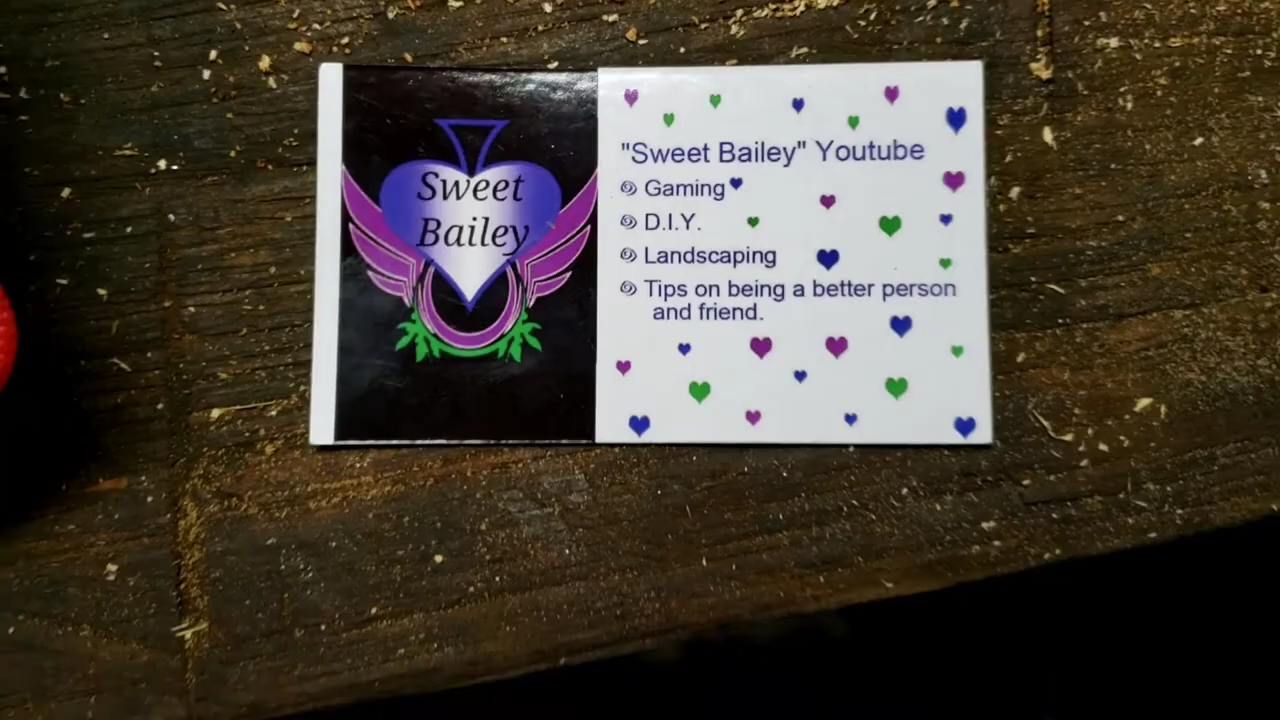 Sweet
Bailey
"Sweet Bailey" Youtube
Gaming
D.I.Y.
Landscaping
Tips on being a better person
and friend.